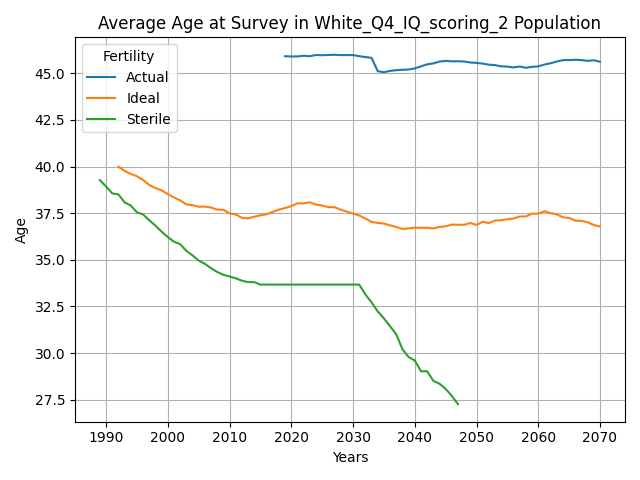 Average Age at Survey in White_Q4_IQ_scoring_2 Population
Fertility
Actual
Ideal
Sterile
Age
45.0
42.5
40.0
37.5
35.0
32.5
30.0
27.5
1990 2000 2010 2020 2030 2040 2050 2060 2070
Years